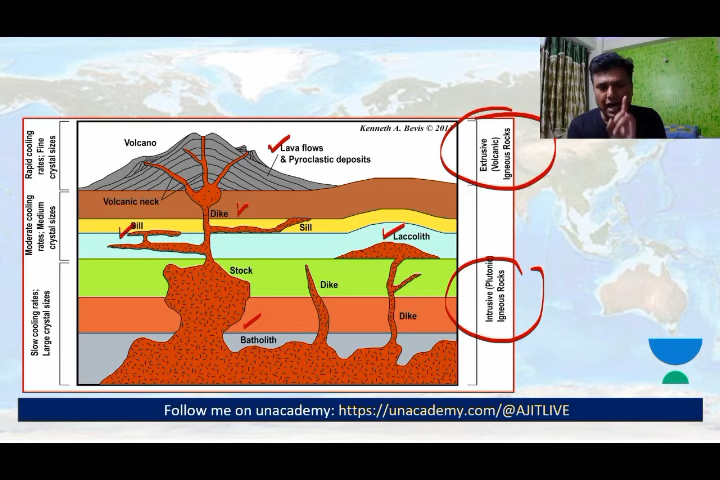 Kenneth A. Bevis © 201
Rapid cooling
rates; Fine
crystal sizes
Volcano
Lava flows
& Pyroclastic deposits
Extrusive
(Volcanic)
Igneous Rocks
Volcanic neck
Moderate cooling
rates; Medium
crystal sizes
Dike
Sill
Sill
Laccolith
Slow cooling rates;
Large crystal sizes
Stock
Dike
Dike
Batholith
Intrusive (Plutonic)
Igneous Rocks
Follow me on unacademy: https://unacademy.com/@AJITLIVE